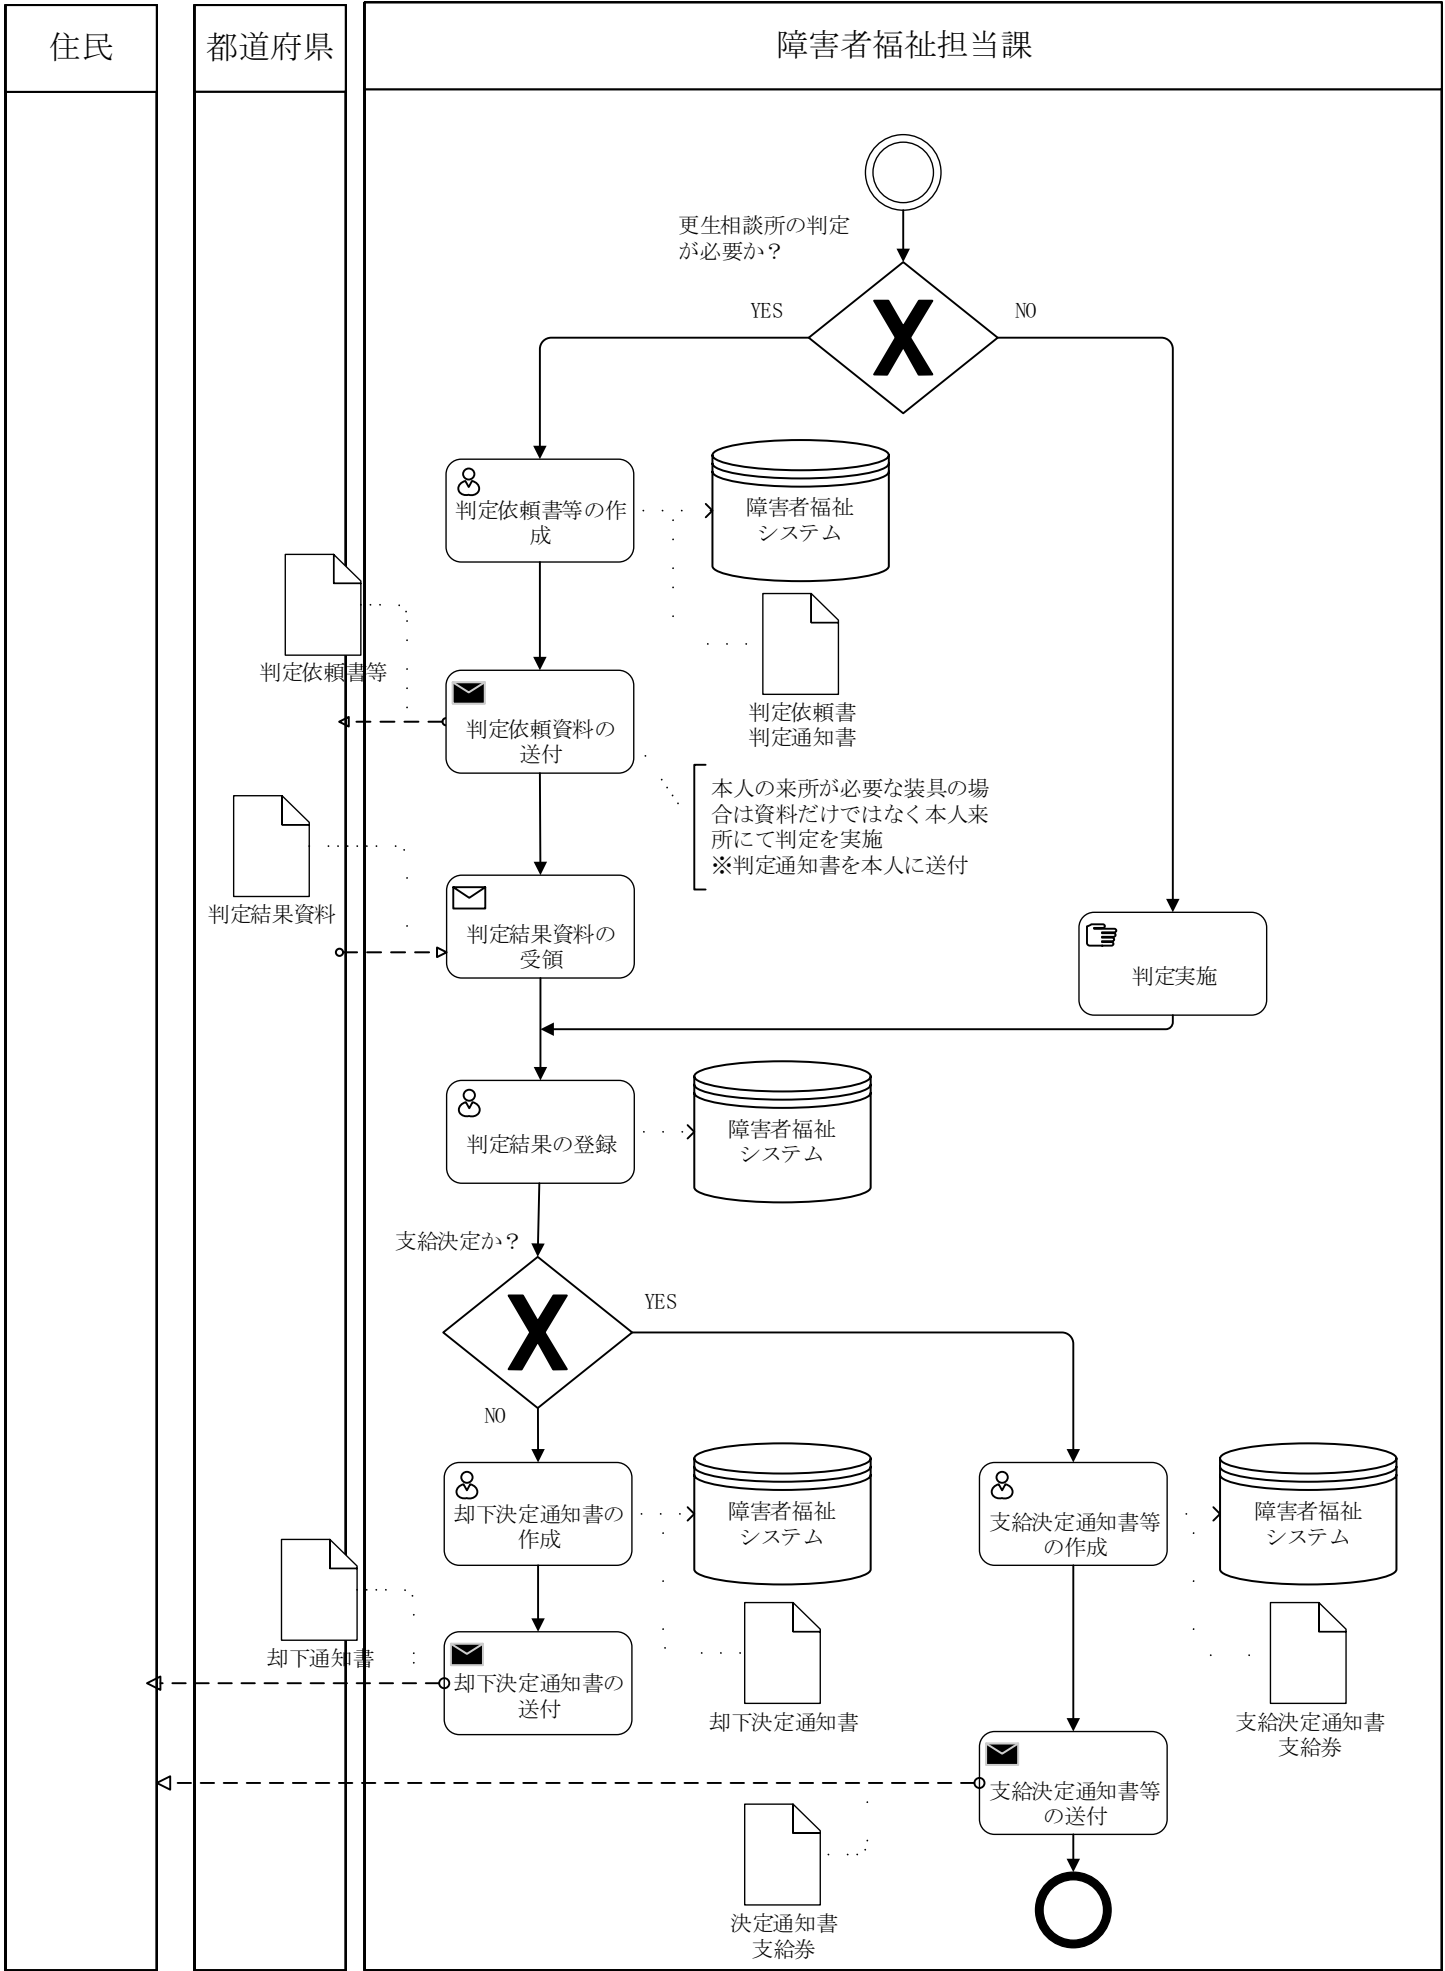 住民
都道府県
障害者福祉担当課
更生相談所の判定
が必要か？
YES
NO
判定依頼書等の作
成
障害者福祉
システム
判定依頼書等
判定依頼書
判定通知書
判定依頼資料の
送付
本人の来所が必要な装具の場
合は資料だけではなく本人来
所にて判定を実施
※判定通知書を本人に送付
判定結果資料
判定結果資料の
受領
判定実施
判定結果の登録
障害者福祉
システム
支給決定か？
YES
NO
却下決定通知書の
作成
障害者福祉
システム
支給決定通知書等
の作成
障害者福祉
システム
却下通知書
却下決定通知書の
送付
却下決定通知書
支給決定通知書
支給券
支給決定通知書等
の送付
決定通知書
支給券